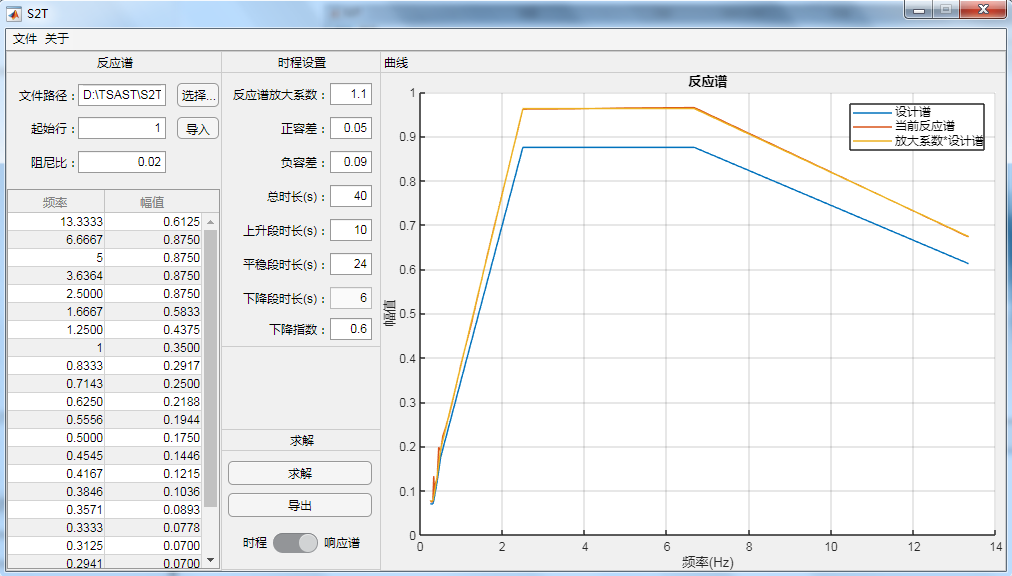 S2T
文件 关于
反应谱
文件路径：
D:\TSAST\S2T
选择...
起始行：
1
导入
阻尼比：
0.02
频率 幅值
13.3333 0.6125
6.6667 0.8750
5 0.8750
3.6364 0.8750
2.5000 0.8750
1.6667 0.5833
1.2500 0.4375
1 0.3500
0.8333 0.2917
0.7143 0.2500
0.6250 0.2188
0.5556 0.1944
0.5000 0.1750
0.4545 0.1446
0.4167 0.1215
0.3846 0.1036
0.3571 0.0893
0.3333 0.0778
0.3125 0.0700
0.2941 0.0700
时程设置
反应谱放大系数： 1.1
正容差： 0.05
负容差： 0.09
总时长(s)： 40
上升段时长(s)： 10
平稳段时长(s)： 24
下降段时长(s)： 6
下降指数： 0.6
求解
求解
导出
时程 响应谱
曲线
反应谱
设计谱
当前反应谱
放大系数*设计谱
1
0.9
0.8
0.7
0.6
0.5
0.4
0.3
0.2
0.1
0
幅值
0 2 4 6 8 10 12 14
频率(Hz)